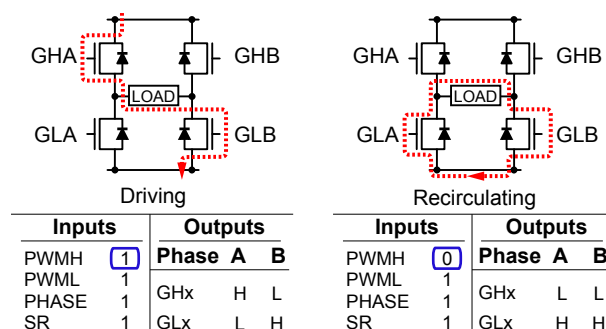 GHA GHB
LOAD
GLA GLB
Driving
Inputs Outputs
PWMH 1 Phase A B
PWML 1
PHASE 1 GHx H L
SR 1 GLx L H
GHA GHB
LOAD
GLA GLB
Recirculating
Inputs Outputs
PWMH 0 Phase A B
PWML 1
PHASE 1 GHx L L
SR 1 GLx H H